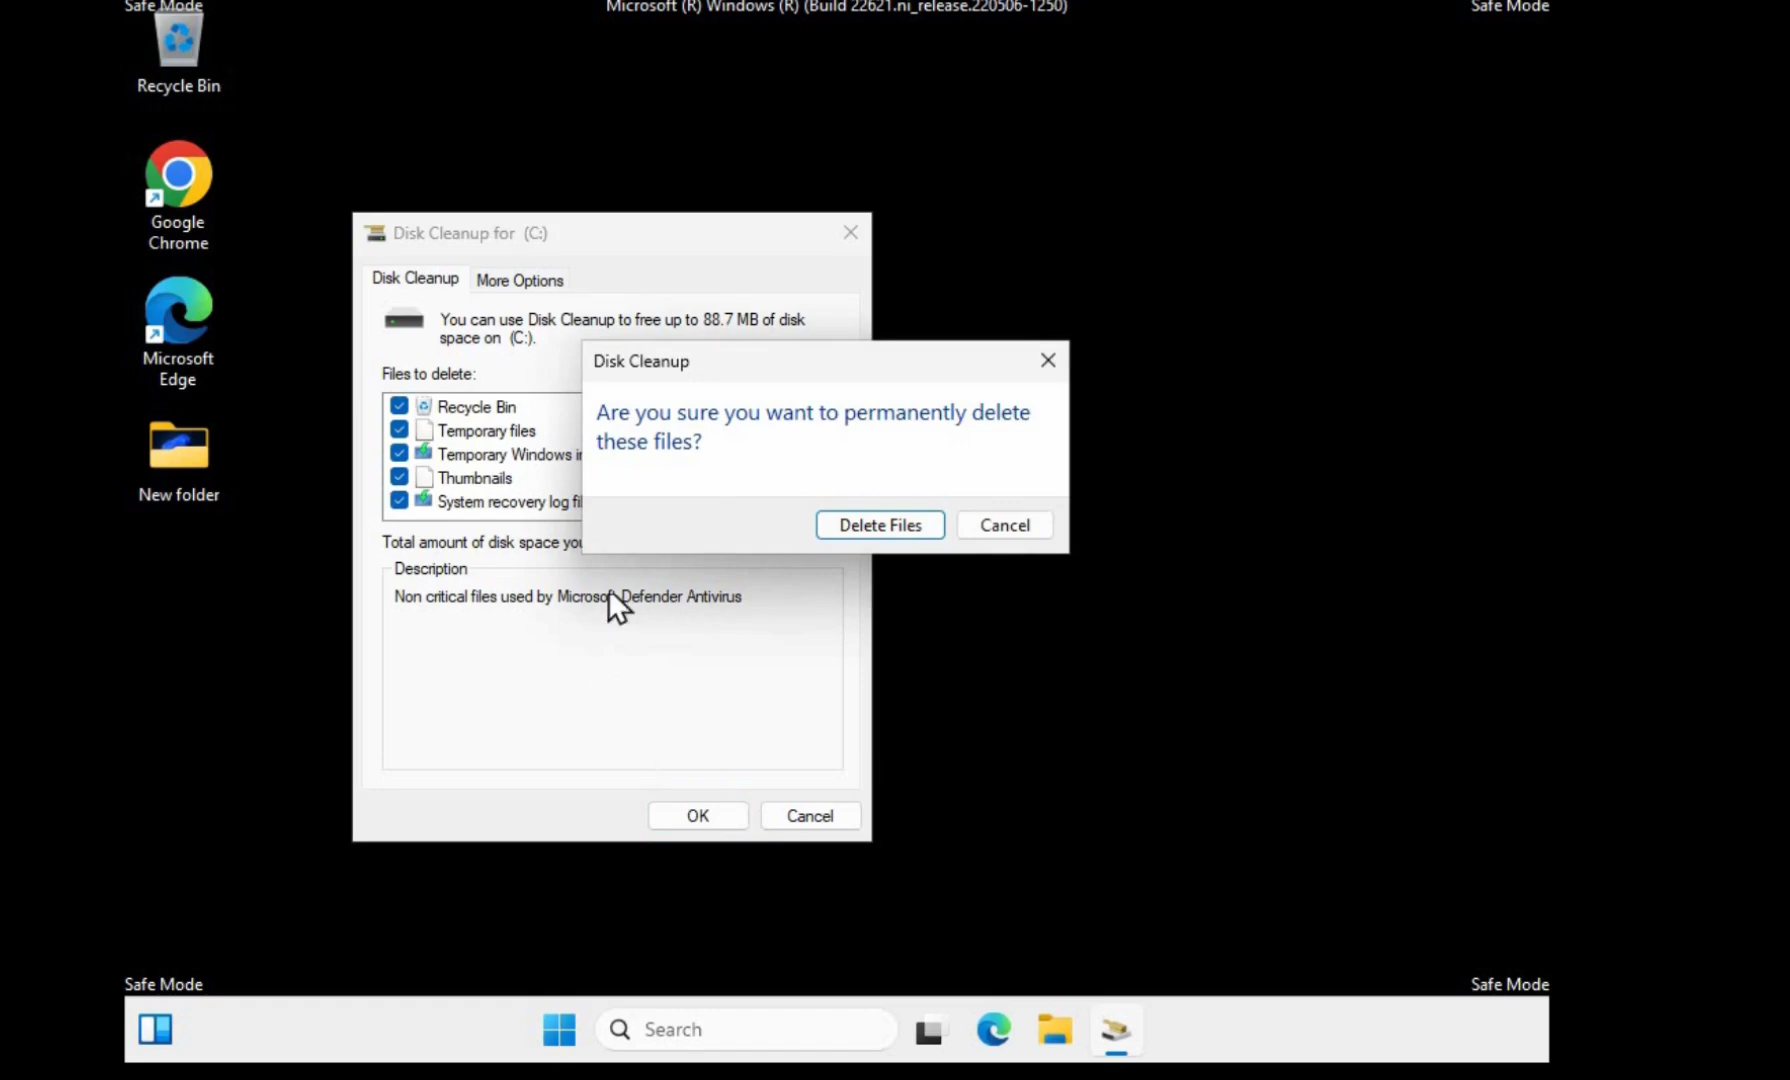 Safe Mode
Microsoft (R) Windows (R) (Build 22621.ni_release.220506-1250)
Safe Mode
Recycle Bin
Google
Chrome
Microsoft
Edge
New folder
Disk Cleanup for (C:)
Disk Cleanup
More Options
You can use Disk Cleanup to free up to 88.7 MB of disk
space on (C:).
Files to delete:
Recycle Bin
Temporary files
Temporary Windows
Thumbnails
System recovery log
Total amount of disk space
Description
Non critical files used by Microsoft Defender Antivirus
OK
Cancel
Disk Cleanup
Are you sure you want to permanently delete
these files?
Delete Files
Cancel
Safe Mode
Safe Mode
Search